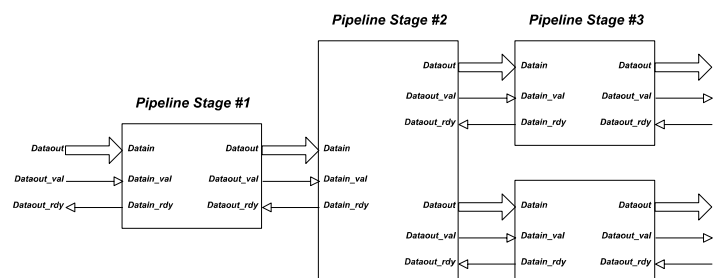 Pipeline Stage #2
Pipeline Stage #3
Dataout
Datain
Dataout
Dataout_val
Datain_val
Dataout_val
Dataout_rdy
Datain_rdy
Dataout_rdy
Pipeline Stage #1
Dataout
Datain
Dataout
Datain
Dataout_val
Datain_val
Dataout_val
Datain_val
Dataout_rdy
Datain_rdy
Dataout_rdy
Datain_rdy
Dataout
Datain
Dataout
Dataout_val
Datain_val
Dataout_val
Dataout_rdy
Datain_rdy
Dataout_rdy